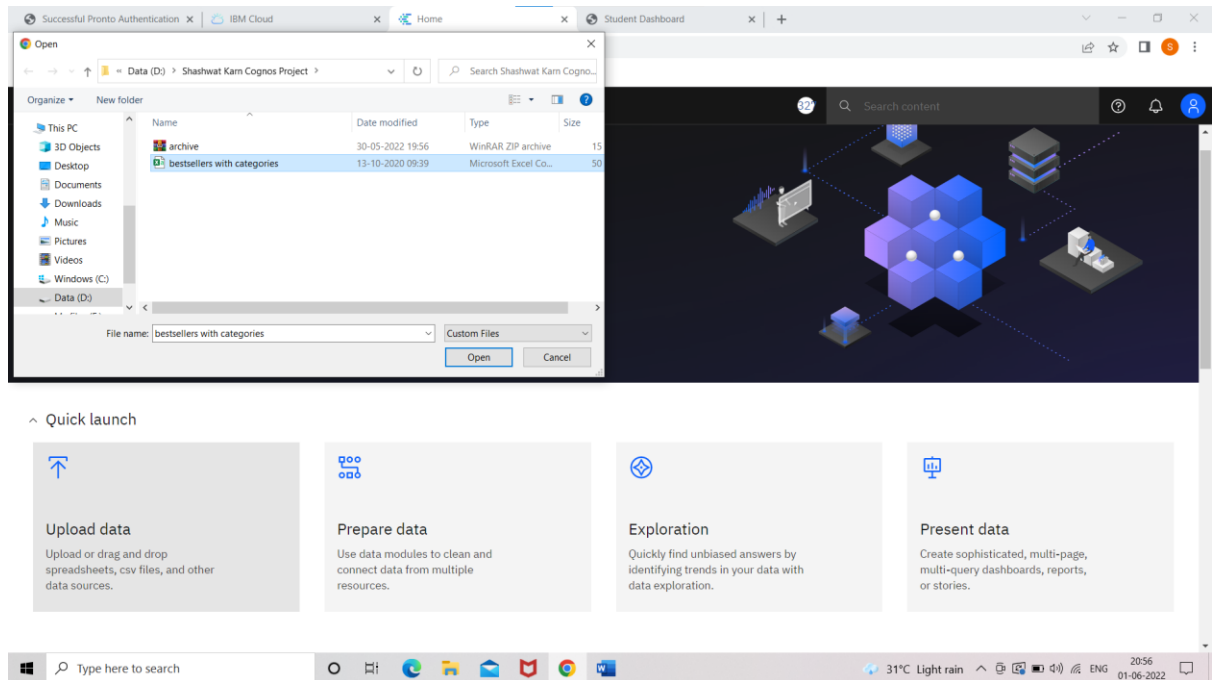 Successful Pronto Authentication
IBM Cloud
Home
Student Dashboard
Open
« Data (D:) > Shashwat Karn Cognos Project >
Search Shashwat Karn Cogno...
S
Organize
New folder
Name Date modified Type Size
This PC
3D Objects
Desktop
Documents
Downloads
Music
Pictures
Videos
Windows (C:)
Data (D:)
archive 30-05-2022 19:56 WinRAR ZIP archive 15
bestsellers with categories 13-10-2020 09:39 Microsoft Excel Co... 50
File name: bestsellers with categories
Custom Files
Open Cancel
32°
Search content
Quick launch
Upload data
Upload or drag and drop
spreadsheets, csv files, and other
data sources.
Prepare data
Use data modules to clean and
connect data from multiple
resources.
Exploration
Quickly find unbiased answers by
identifying trends in your data with
data exploration.
Present data
Create sophisticated, multi-page,
multi-query dashboards, reports,
or stories.
Type here to search
31°C Light rain
ENG
20:56
01-06-2022